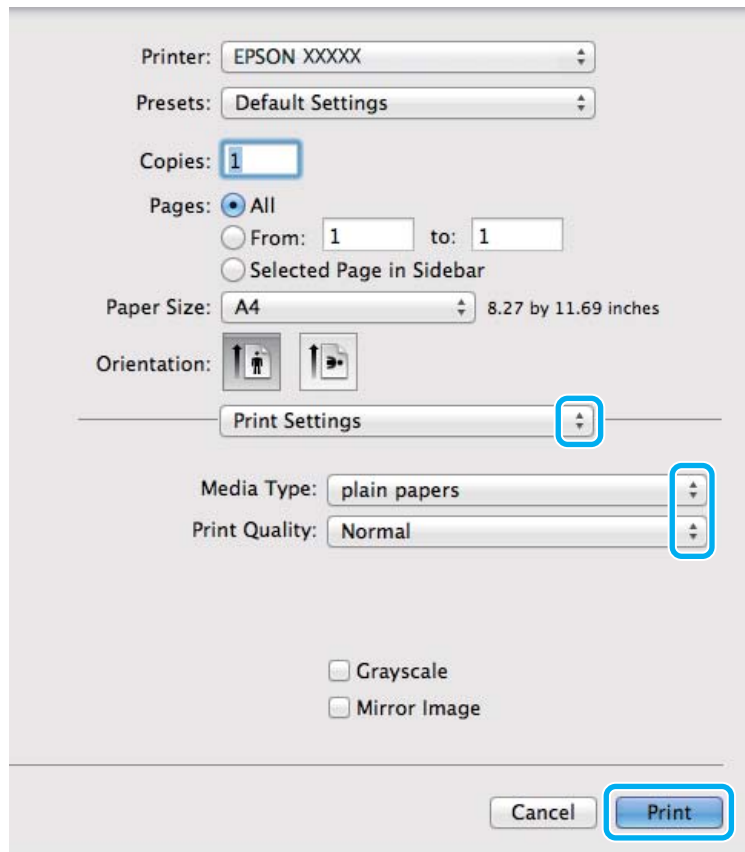 Printer: EPSON XXXXX
Presets: Default Settings
Copies: 1
Pages: All
From: 1 to: 1
Selected Page in Sidebar
Paper Size: A4 8.27 by 11.69 inches
Orientation:
Print Settings
Media Type: plain papers
Print Quality: Normal
Grayscale
Mirror Image
Cancel Print